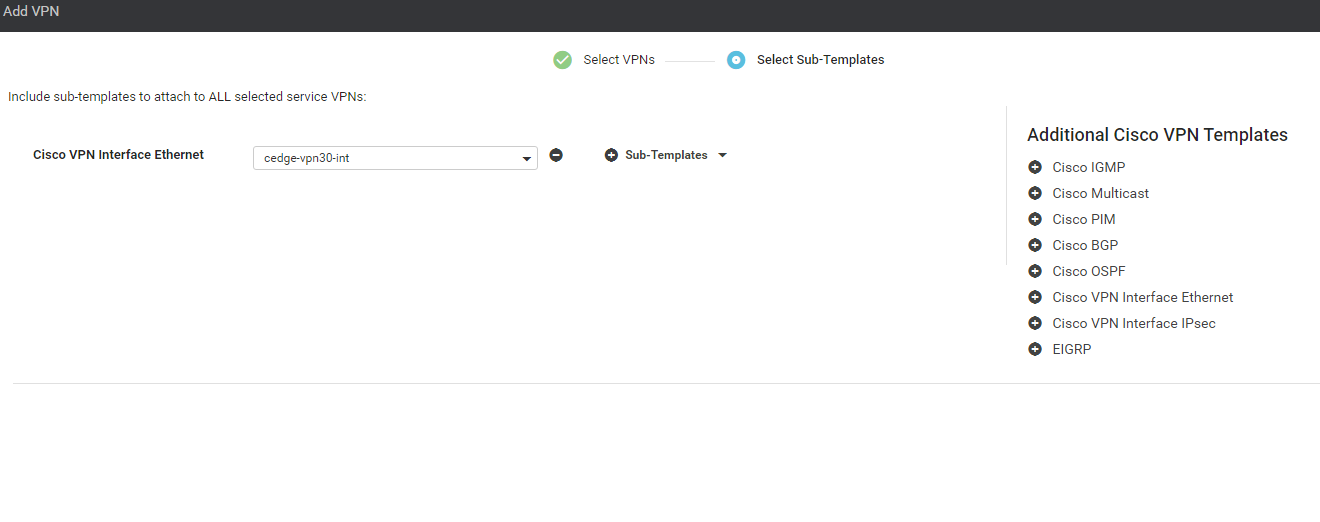 Add VPN
Select VPNs
Select Sub-Templates
Include sub-templates to attach to ALL selected service VPNs:
Cisco VPN Interface Ethernet
cedge-vpn30-int
Sub-Templates
Additional Cisco VPN Templates
Cisco IGMP
Cisco Multicast
Cisco PIM
Cisco BGP
Cisco OSPF
Cisco VPN Interface Ethernet
Cisco VPN Interface IPsec
EIGRP